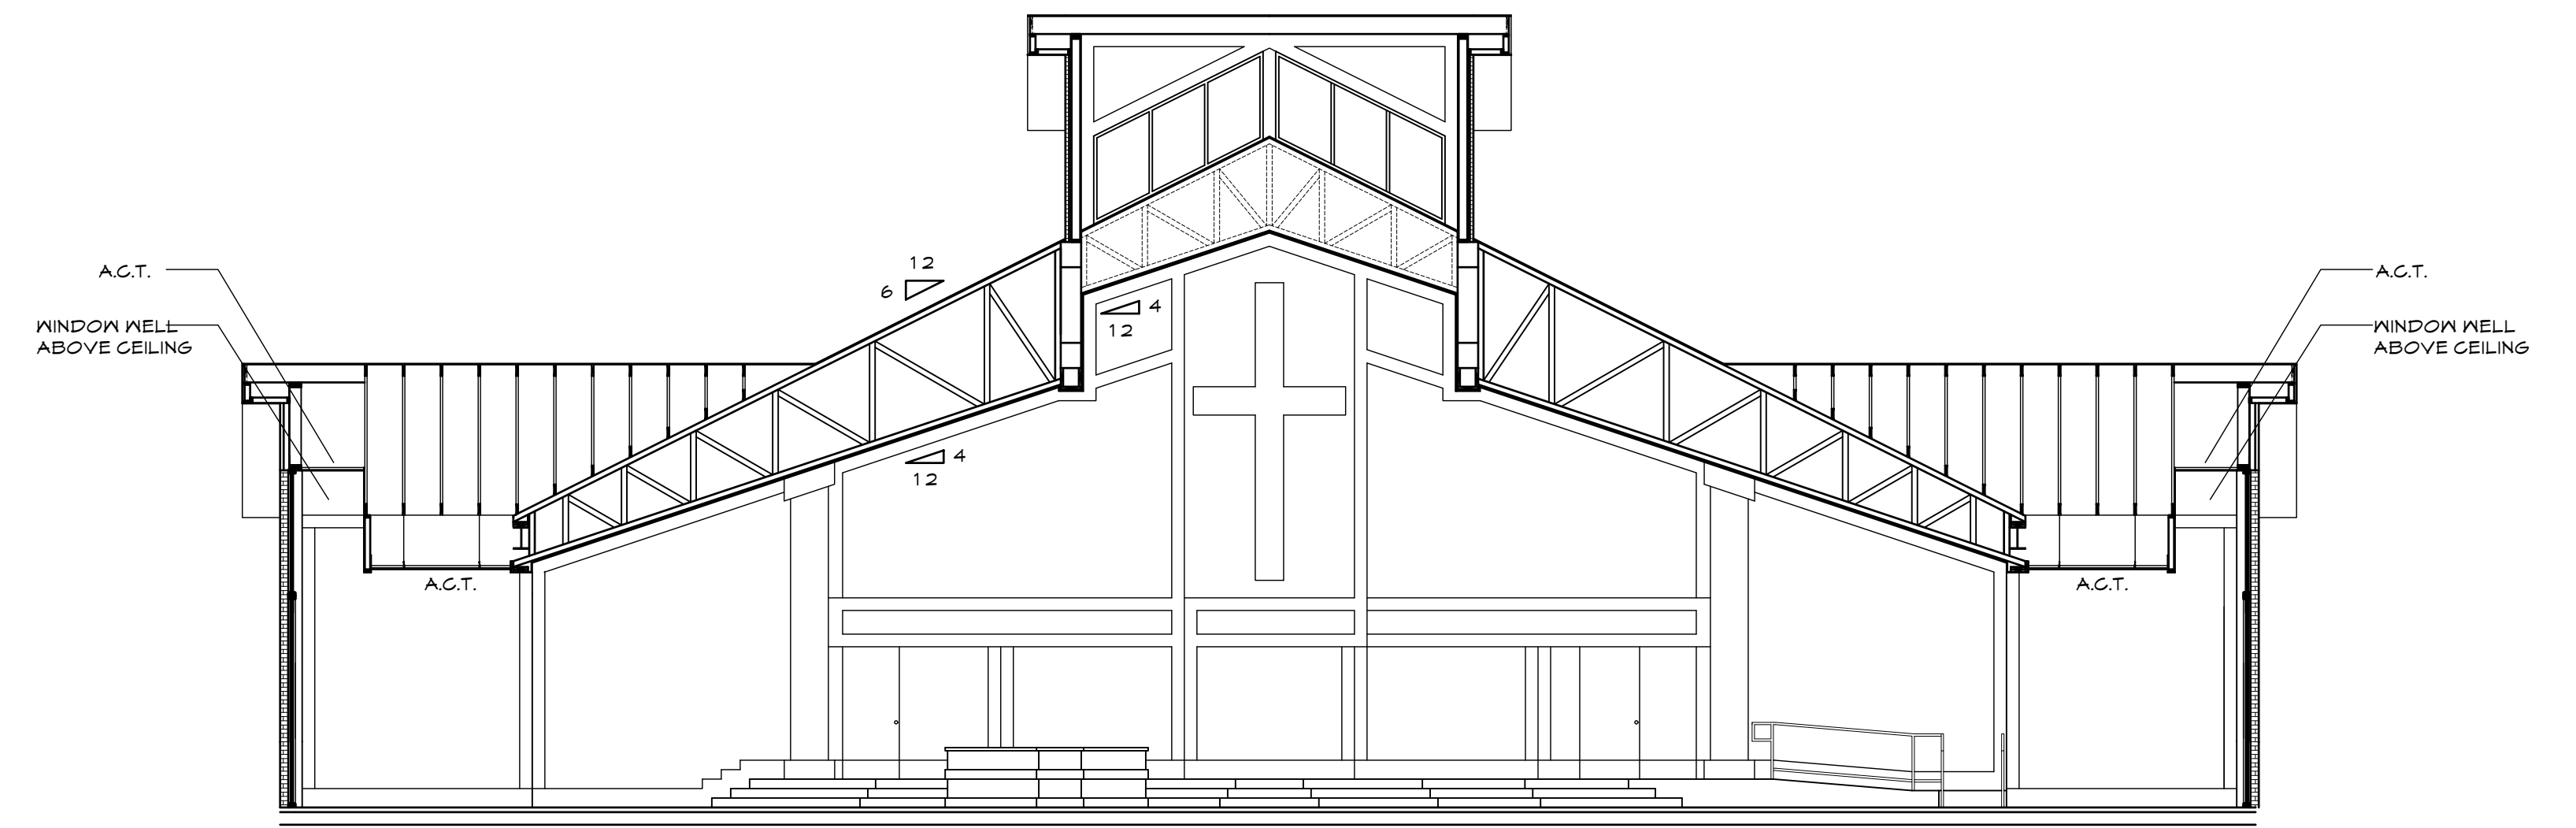 12
6
A.C.T.
A.C.T.
4
12
WINDOW WELL
ABOVE CEILING
WINDOW WELL
ABOVE CEILING
4
12
A.C.T.
A.C.T.